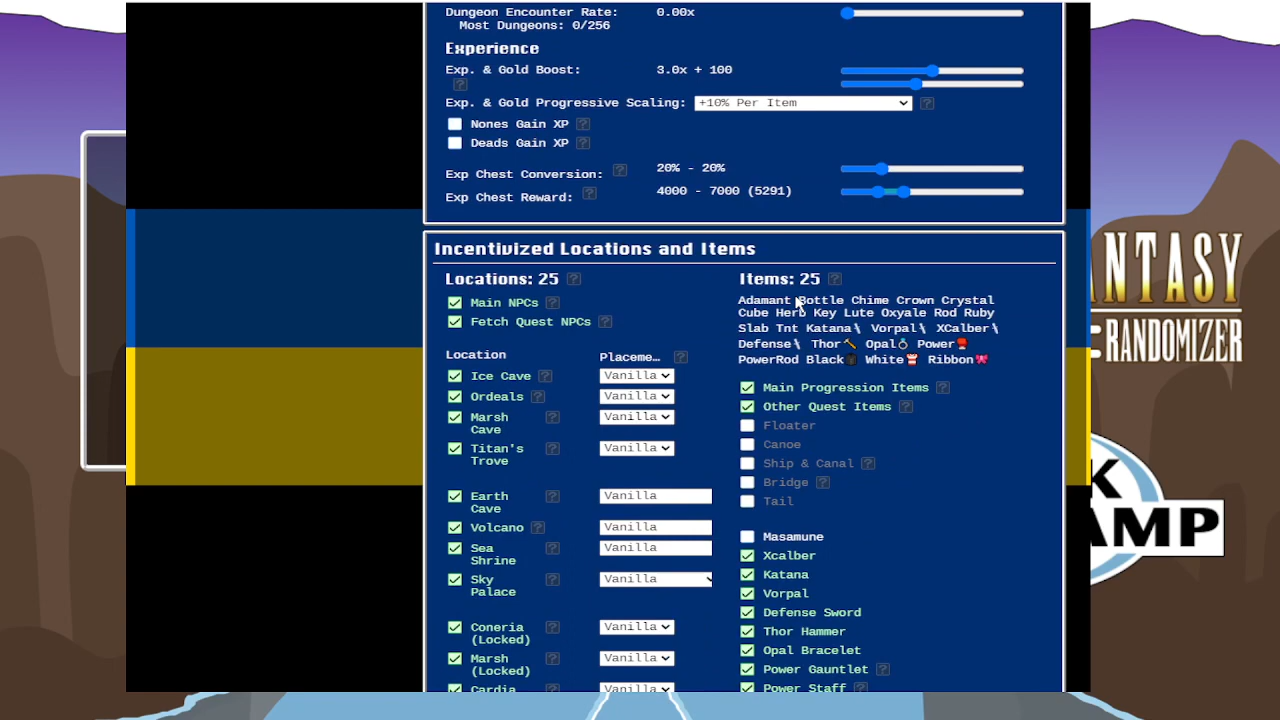 Dungeon Encounter Rate: 0.00x
Most Dungeons: 0/256
Experience
Exp. & Gold Boost: 3.0x + 100
?
Exp. & Gold Progressive Scaling: +10% Per Item ?
Nones Gain XP ?
Deads Gain XP ?
Exp Chest Conversion: ? 20% - 20%
Exp Chest Reward: ? 4000 - 7000 (5291)
Incentivized Locations and Items
Locations: 25 ?
Main NPCs ?
Fetch Quest NPCs ?
Location Placeme… ?
Ice Cave ? Vanilla
Ordeals ? Vanilla
Marsh Cave ? Vanilla
Titan's Trove ? Vanilla
Earth Cave ? Vanilla
Volcano ? Vanilla
Sea Shrine ? Vanilla
Sky Palace ? Vanilla
Coneria (Locked) ? Vanilla
Marsh (Locked) ? Vanilla
Cardia Vanilla
Items: 25 ?
Adamant Bottle Chime Crown Crystal
Cube Herb Key Lute Oxyale Rod Ruby
Slab Tnt Katana Vorpal XCalber
Defense Thor Opal Power
PowerRod Black White Ribbon
Main Progression Items ?
Other Quest Items ?
Floater
Canoe
Ship & Canal ?
Bridge ?
Tail
Masamune
Xcalber
Katana
Vorpal
Defense Sword
Thor Hammer
Opal Bracelet
Power Gauntlet ?
Power Staff ?
NTASY
RANDOMIZER
K
AMP